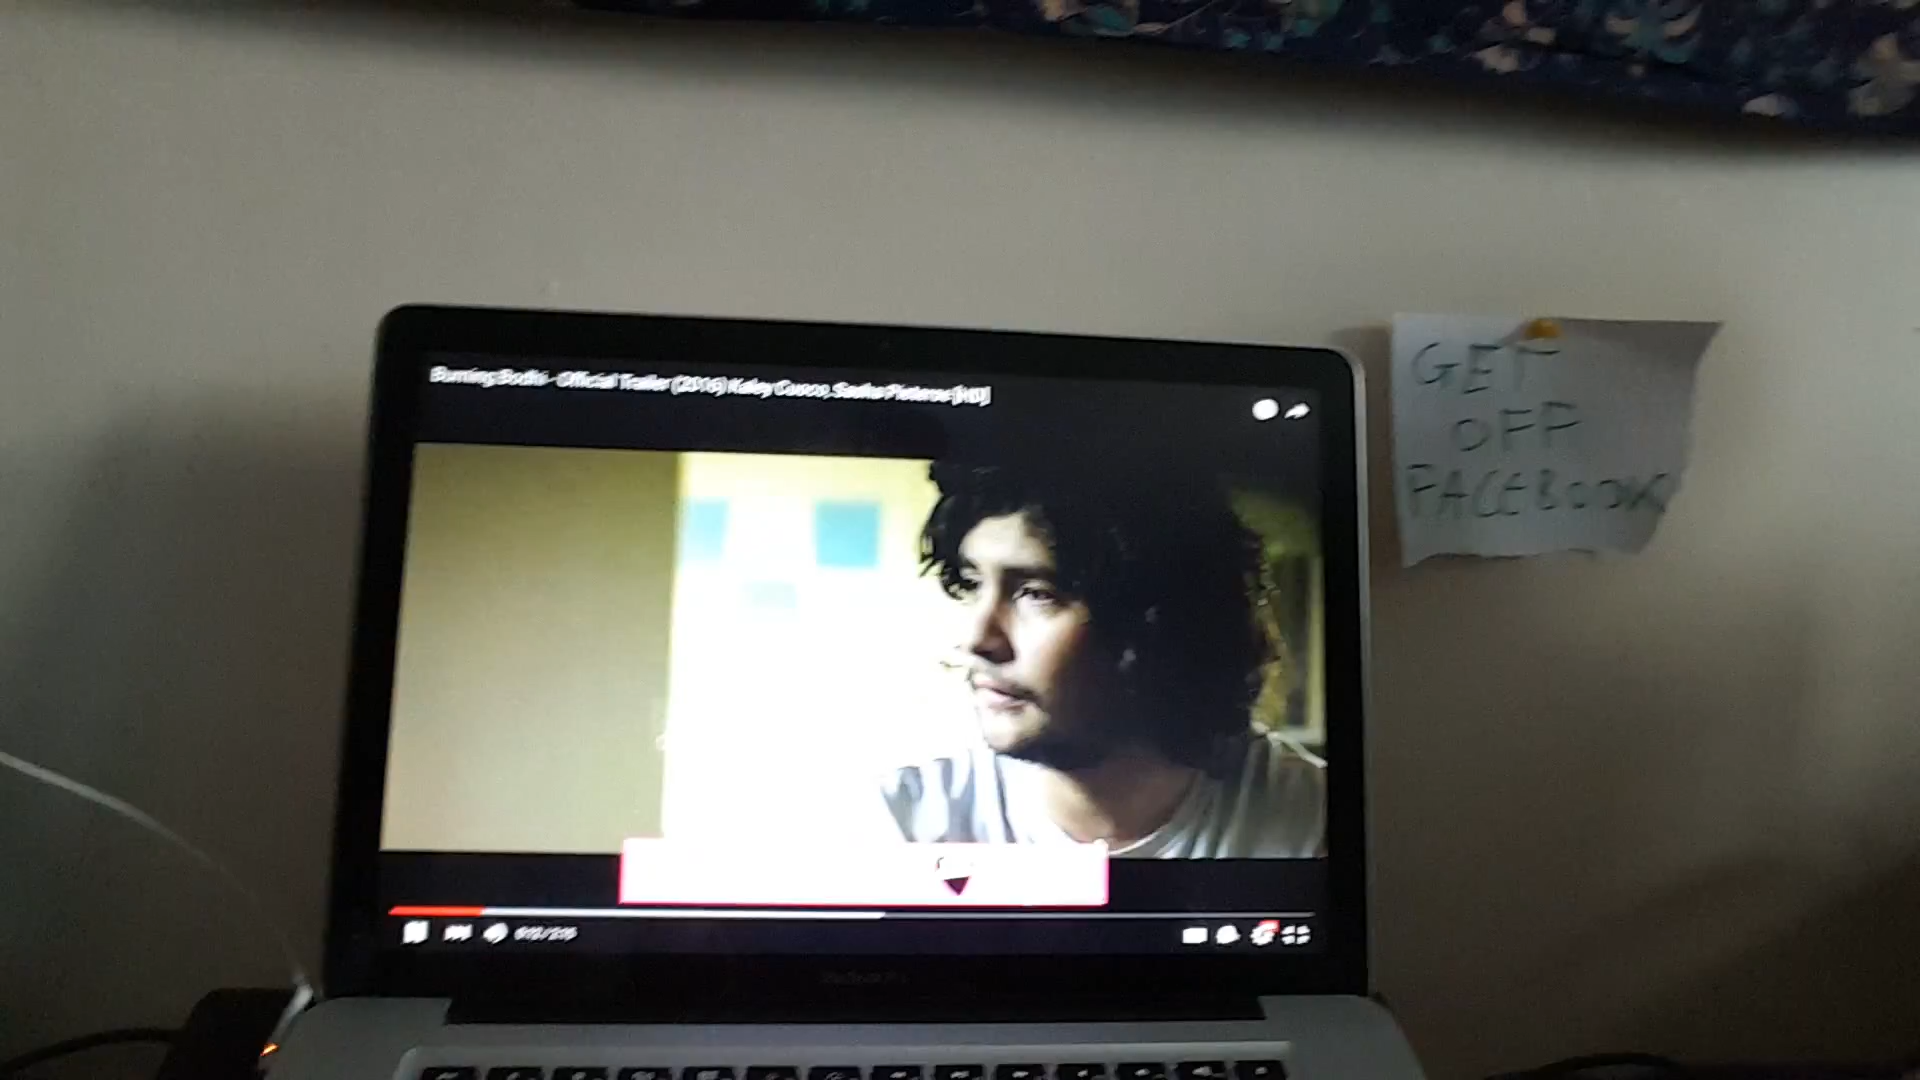 Burning Bodhi - Official Trailer (2016) Kaley Cuoco, Sasha Pieterse [HD]
GET
OFF
FACEBOOK